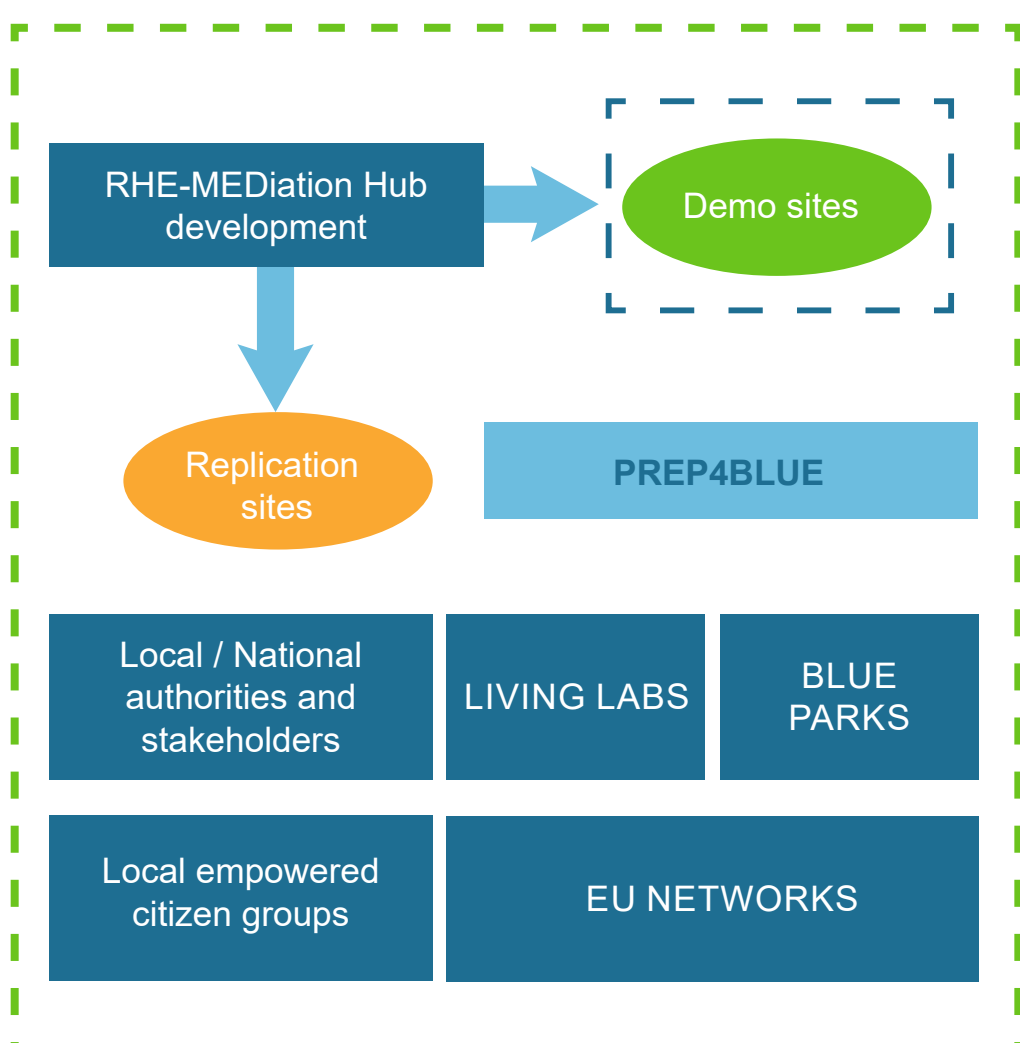 RHE-MEDiation Hub
development
Demo sites
Replication
sites
PREP4BLUE
Local / National
authorities and
stakeholders
LIVING LABS
BLUE
PARKS
Local empowered
citizen groups
EU NETWORKS